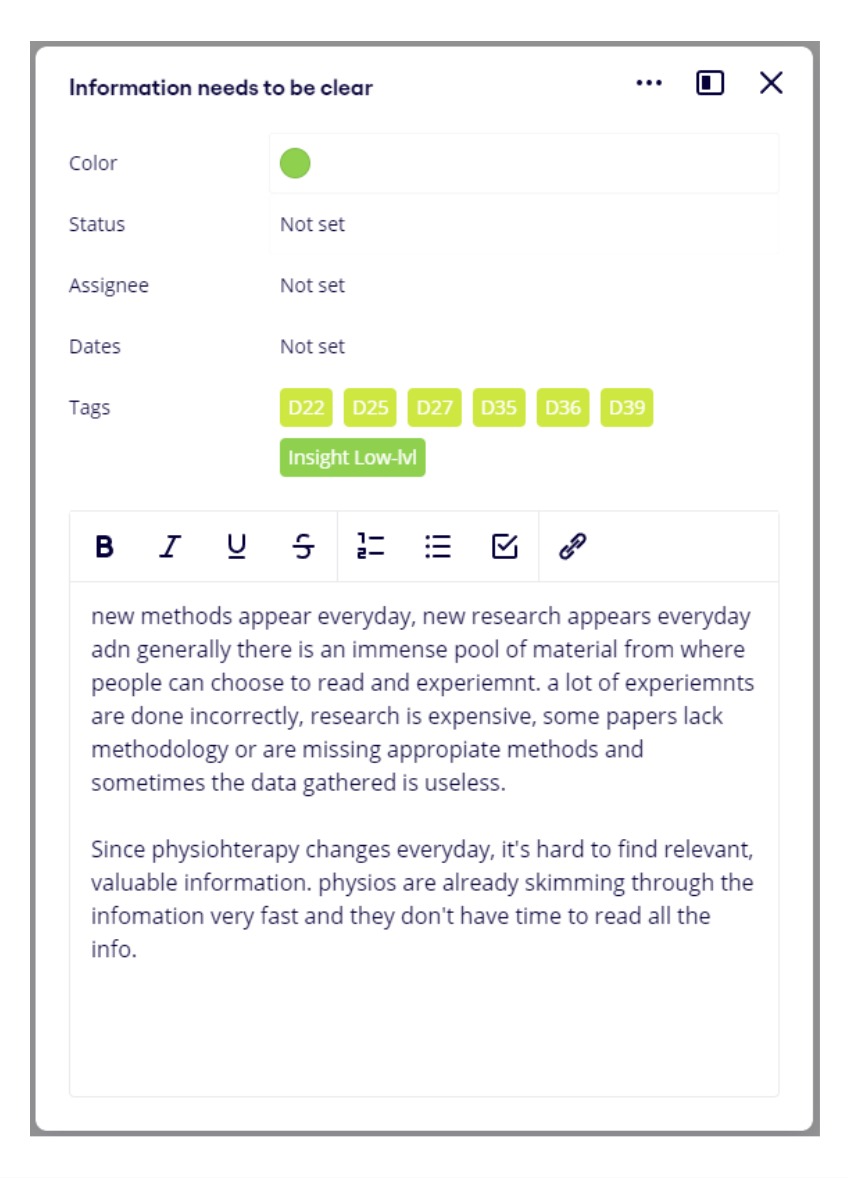 Information needs to be clear
Color
Status Not set
Assignee Not set
Dates Not set
Tags D22 D25 D27 D35 D36 D39
Insight Low-lvl
B I U S
new methods appear everyday, new research appears everyday
adn generally there is an immense pool of material from where
people can choose to read and experiemnt. a lot of experiemnts
are done incorrectly, research is expensive, some papers lack
methodology or are missing appropiate methods and
sometimes the data gathered is useless.
Since physiohterapy changes everyday, it's hard to find relevant,
valuable information. physios are already skimming through the
infomation very fast and they don't have time to read all the
info.